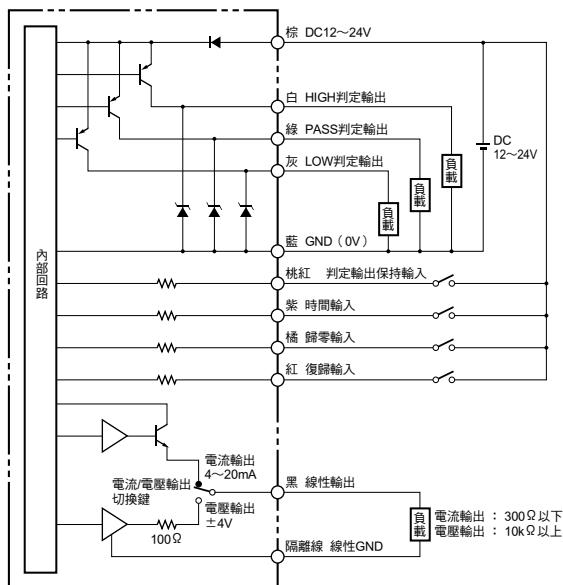 棕 DC12～24V
白 HIGH判定輸出
綠 PASS判定輸出
灰 LOW判定輸出
DC
12～24V
負載
負載
負載
藍 GND（0V）
內部回路
桃紅 判定輸出保持輸入
紫 時間輸入
橘 歸零輸入
紅 復歸輸入
電流輸出
4～20mA
電流/電壓輸出
切換鍵
黑 線性輸出
電壓輸出
±4V
100Ω
負載
電流輸出 ： 300Ω以下
電壓輸出 ： 10kΩ以上
隔離線 線性GND